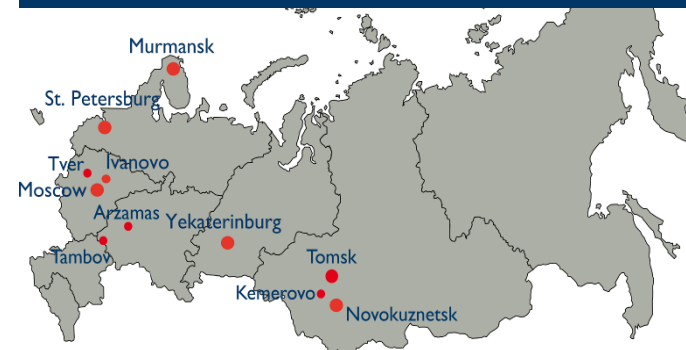 Murmansk
St. Petersburg
Tver
Ivanovo
Moscow
Arzamas
Yekaterinburg
Tambov
Tomsk
Kemerovo
Novokuznetsk